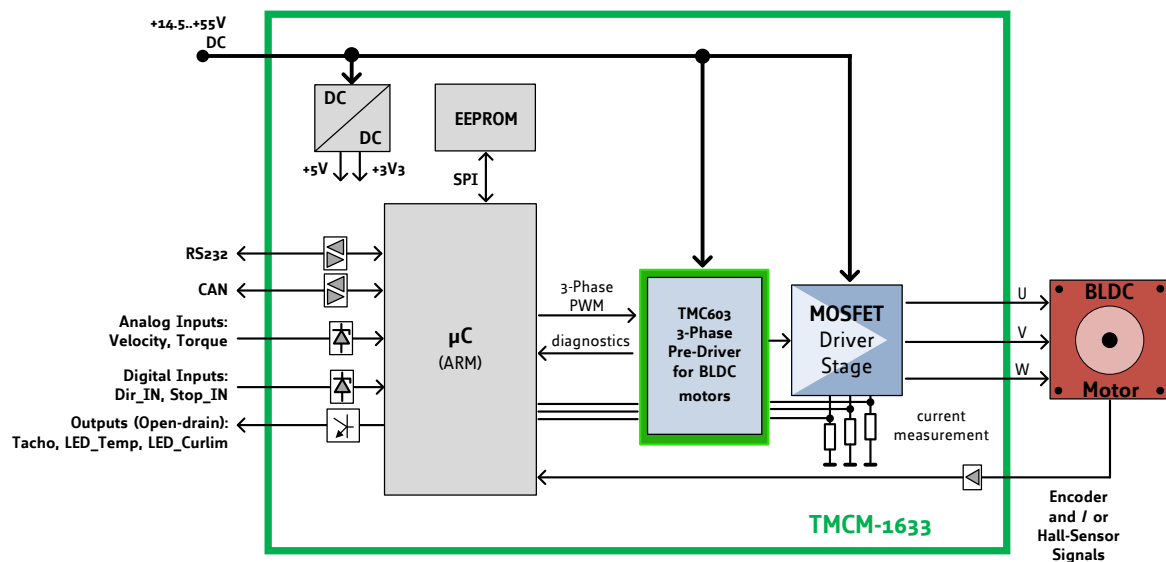 +14.5..+55V
DC
DC
DC
+5V
+3V3
EEPROM
SPI
RS232
CAN
Analog Inputs:
Velocity, Torque
Digital Inputs:
Dir_IN, Stop_IN
Outputs (Open-drain):
Tacho, LED_Temp, LED_Curlim
µC
(ARM)
3-Phase
PWM
diagnostics
TMC603
3-Phase
Pre-Driver
for BLDC
motors
MOSFET
Driver
Stage
U
V
W
BLDC
Motor
current
measurement
Encoder
and / or
Hall-Sensor
Signals
TMCM-1633